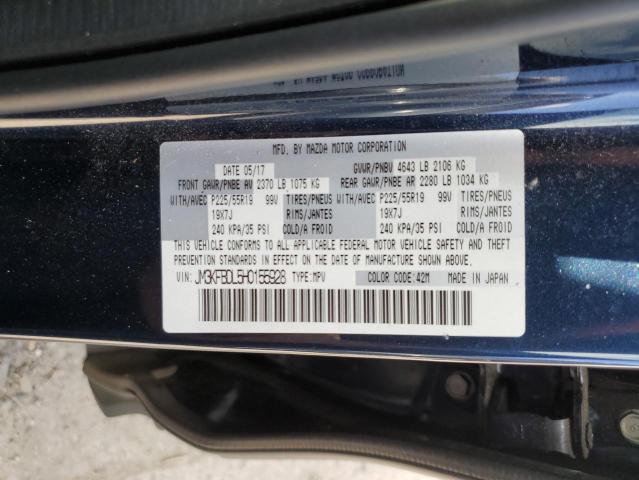 MFD. BY MAZDA MOTOR CORPORATION
DATE 05/17 GVWR/PNBV 4643 LB 2106 KG
FRONT GAWR/PNBE AV 2370 LB 1075 KG REAR GAWR/PNBE AR 2280 LB 1034 KG
WITH/AVEC P225/55R19 99V TIRES/PNEUS WITH/AVEC P225/55R19 99V TIRES/PNEUS
19X7J RIMS/JANTES 19X7J RIMS/JANTES
240 KPA/35 PSI COLD/A FROID 240 KPA/35 PSI COLD/A FROID
THIS VEHICLE CONFORMS TO ALL APPLICABLE FEDERAL MOTOR VEHICLE SAFETY AND THEFT
PREVENTION STANDARDS IN EFFECT ON THE DATE OF MANUFACTURE SHOWN ABOVE.
VIN: JM3KFBDL5H0155928 TYPE:MPV COLOR CODE:42M MADE IN JAPAN